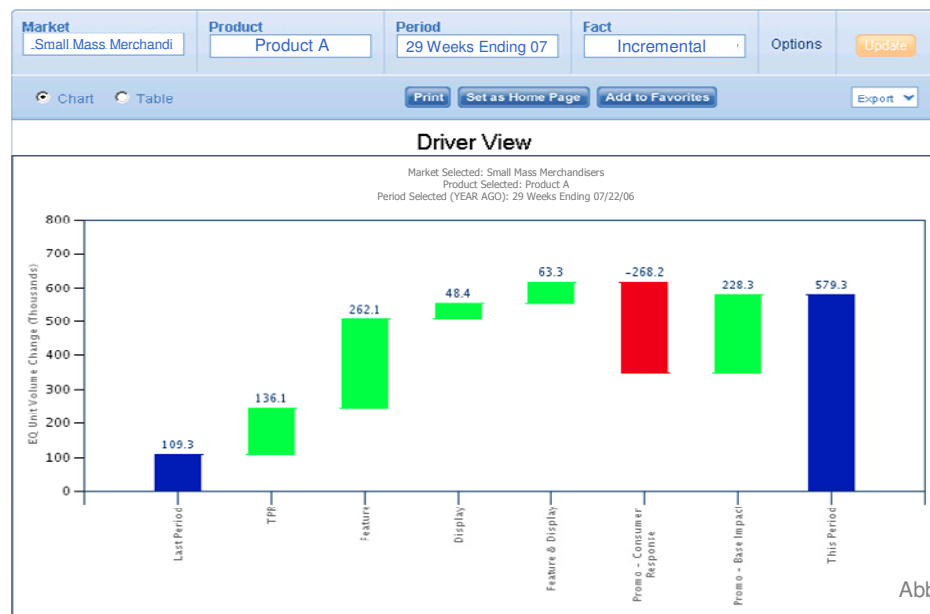 Market Product Period Fact
Small Mass Merchandi Product A 29 Weeks Ending 07 Incremental Options Update
Chart Table Print Set as Home Page Add to Favorites Export
Driver View
Market Selected: Small Mass Merchandisers
Product Selected: Product A
Period Selected (YEAR AGO): 29 Weeks Ending 07/22/06
EQ Unit Volume Change (Thousands)
800
700
600
500
400
300
200
100
0
109.3
136.1
262.1
48.4
63.3
-268.2
228.3
579.3
Last Period
TPR
Feature
Display
Feature & Display
Promo - Consumer
Response
Promo - Base Impact
This Period
Abb